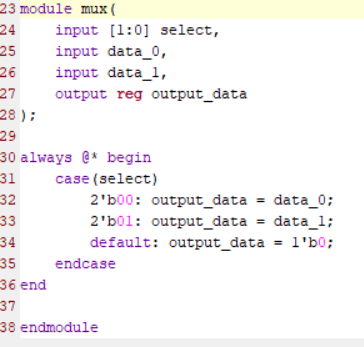 23 module mux(
24     input [1:0] select,
25     input data_0,
26     input data_1,
27     output reg output_data
28 );
29
30 always @* begin
31     case(select)
32         2'b00: output_data = data_0;
33         2'b01: output_data = data_1;
34         default: output_data = 1'b0;
35     endcase
36 end
37
38 endmodule